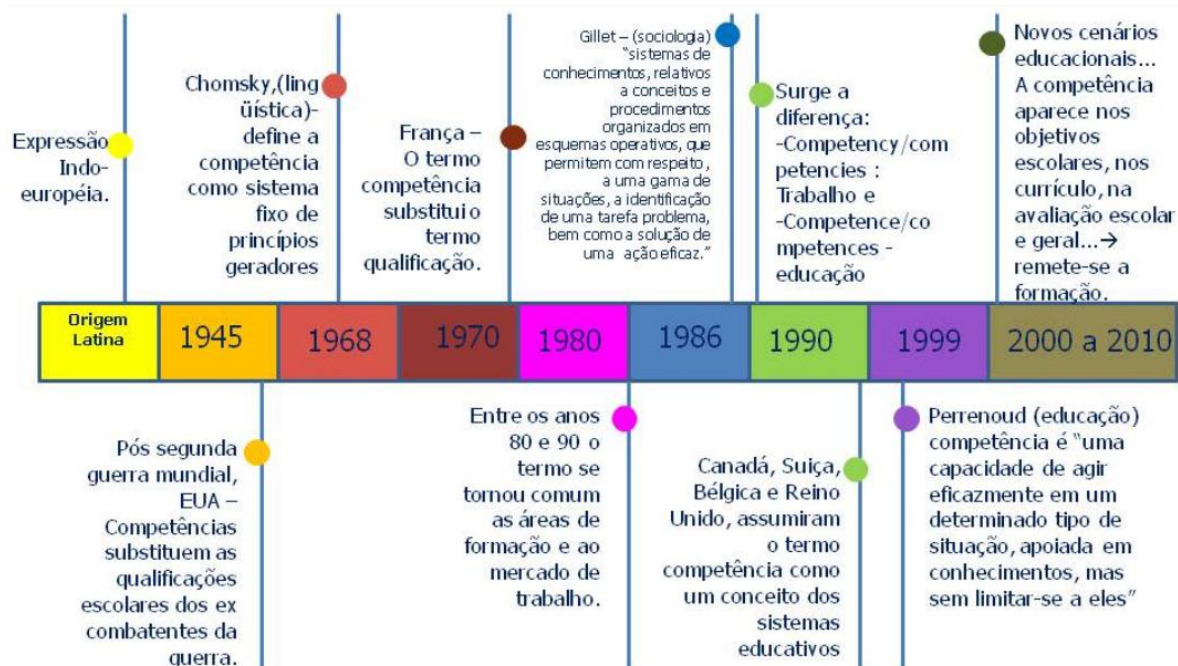 Expressão
Indo-
européia.
Chomsky,(ling
üística)-
define a
competência
como sistema
fixo de
princípios
geradores
França –
O termo
competência
substitui o
termo
qualificação.
Gillet – (sociologia)
“sistemas de
conhecimentos, relativos
a conceitos e
procedimentos
organizados em
esquemas operativos, que
permitem com respeito ,
a uma gama de
situações, a identificação
de uma tarefa problema,
bem como a solução de
uma ação eficaz.”
Surge a
diferença:
-Competency/com
petencies :
Trabalho e
-Competence/co
mpetences -
educação
Novos cenários
educacionais...
A competência
aparece nos
objetivos
escolares, nos
currículo, na
avaliação escolar
e geral...→
remete-se a
formação.
Origem
Latina
1945
1968
1970
1980
1986
1990
1999
2000 a 2010
Pós segunda
guerra mundial,
EUA –
Competências
substituem as
qualificações
escolares dos ex
combatentes da
guerra.
Entre os anos
80 e 90 o
termo se
tornou comum
as áreas de
formação e ao
mercado de
trabalho.
Canadá, Suiça,
Bélgica e Reino
Unido, assumiram
o termo
competência como
um conceito dos
sistemas
educativos
Perrenoud (educação)
competência é “uma
capacidade de agir
eficazmente em um
determinado tipo de
situação, apoiada em
conhecimentos, mas
sem limitar-se a eles”